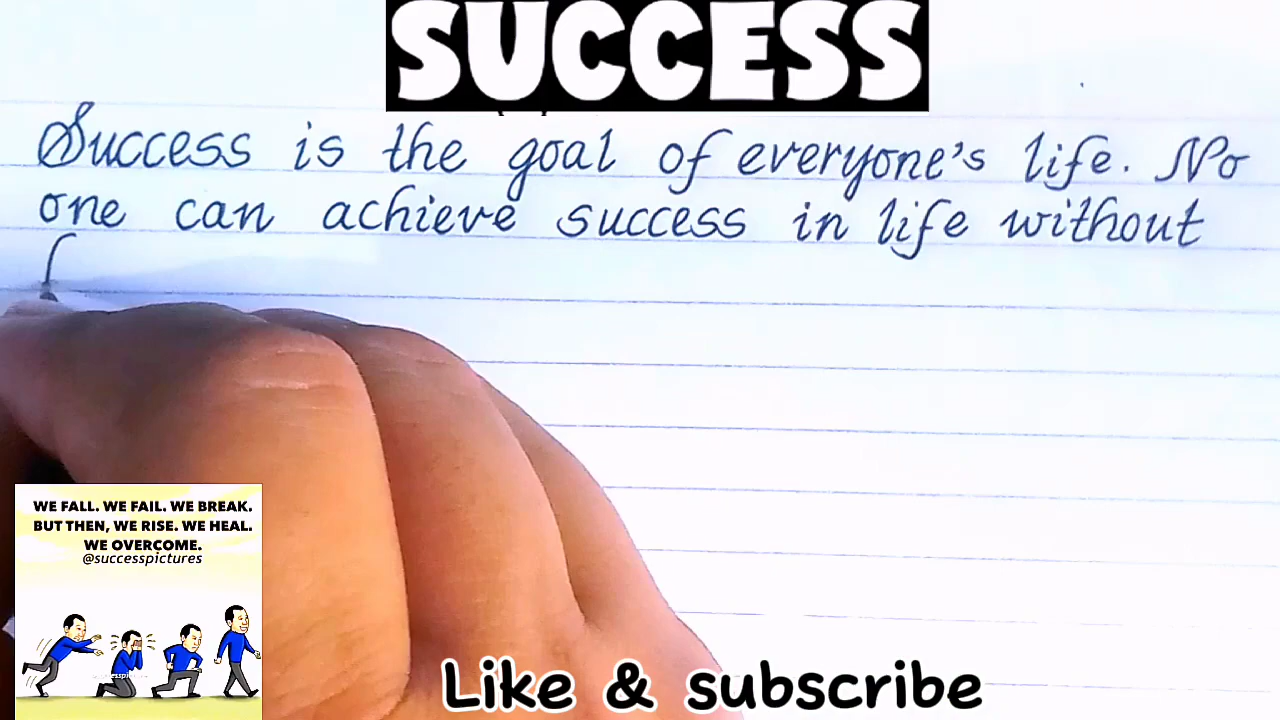 SUCCESS
Success is the goal of everyone's life. No
one can achieve success in life without
WE FALL. WE FAIL. WE BREAK.
BUT THEN, WE RISE. WE HEAL.
WE OVERCOME.
@successpictures
Like & subscribe